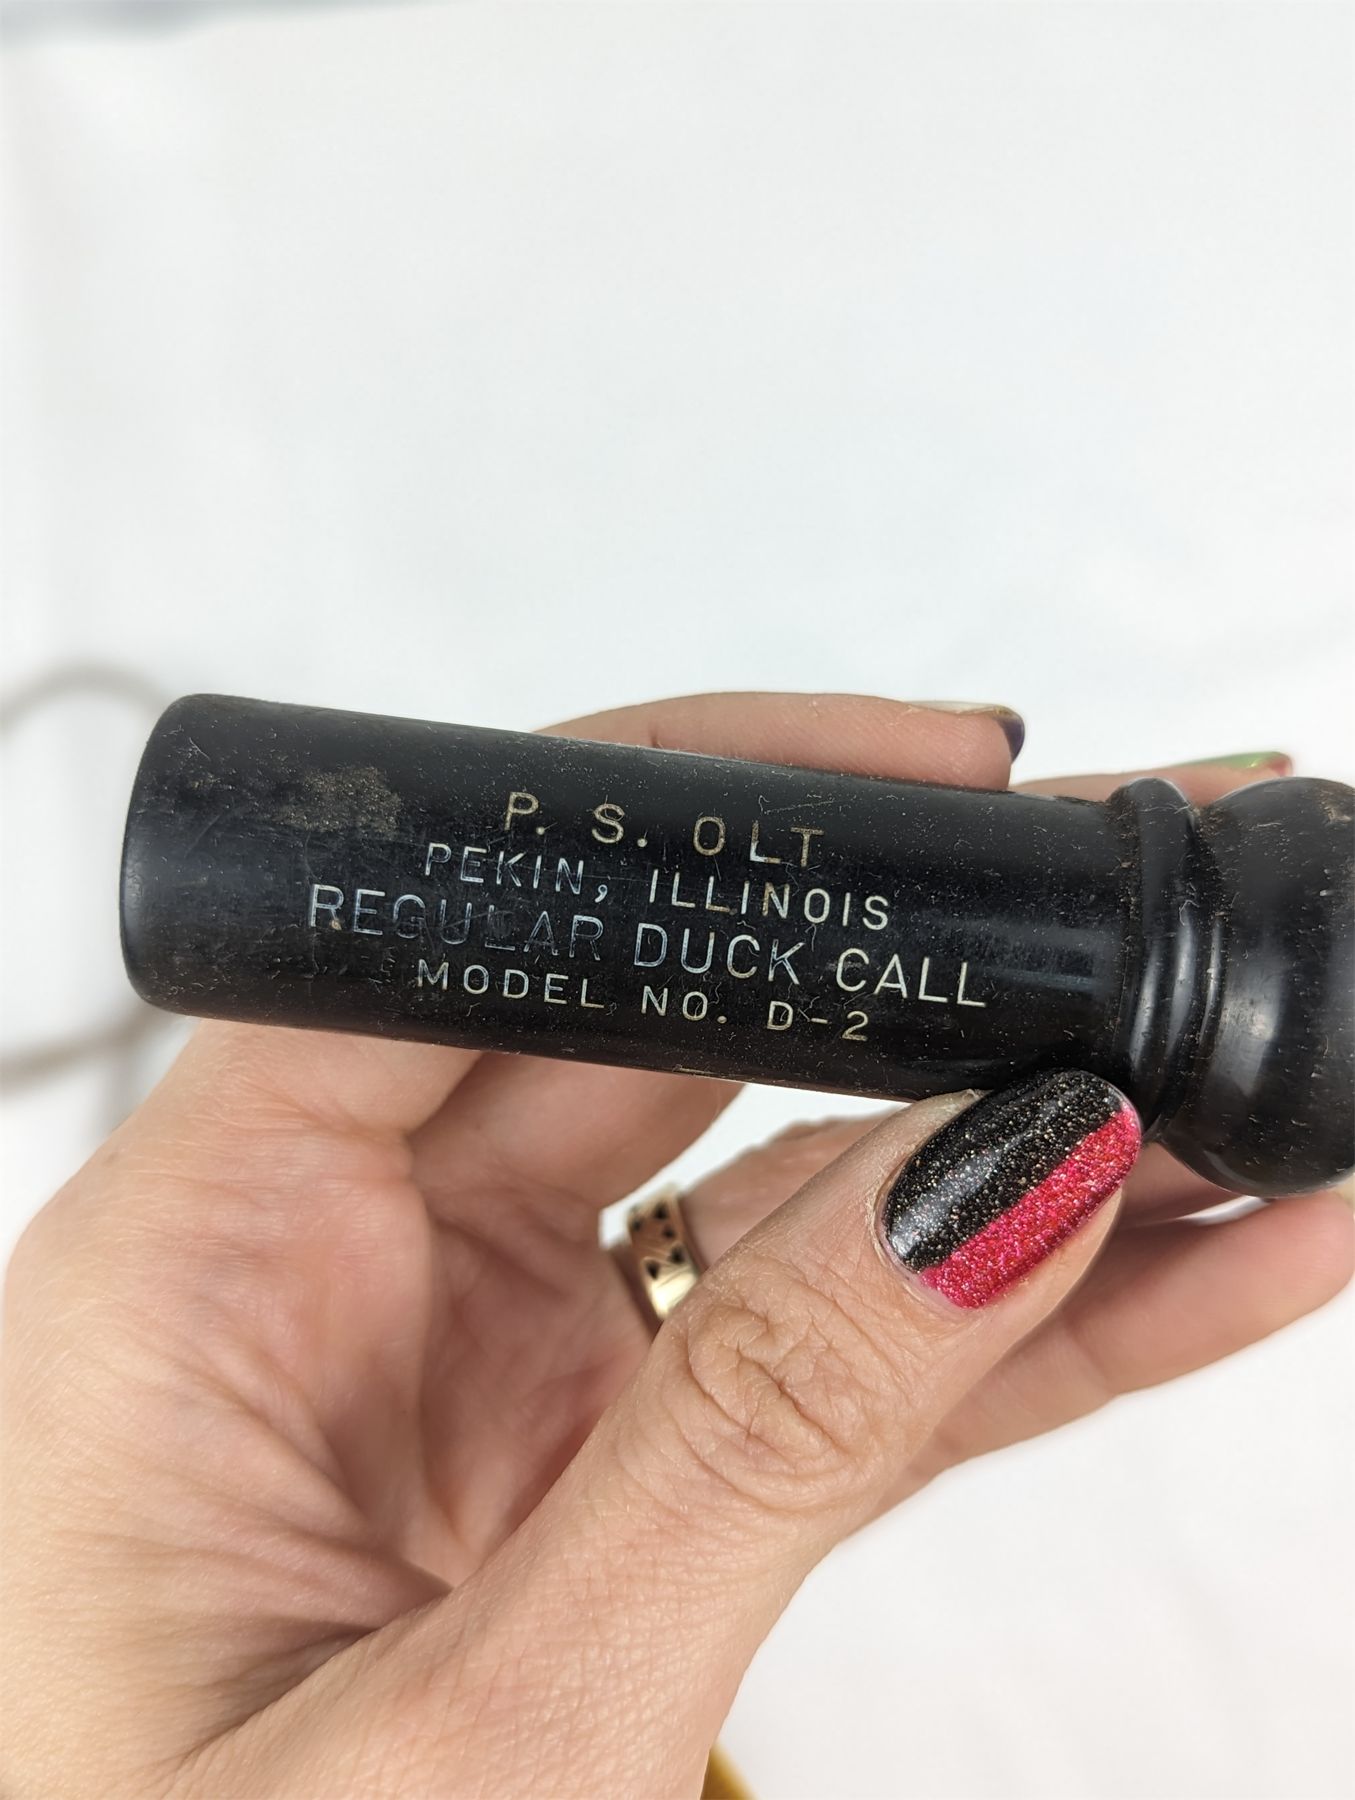 P. S. OLT
PEKIN, ILLINOIS
REGULAR DUCK CALL
MODEL NO. D-2